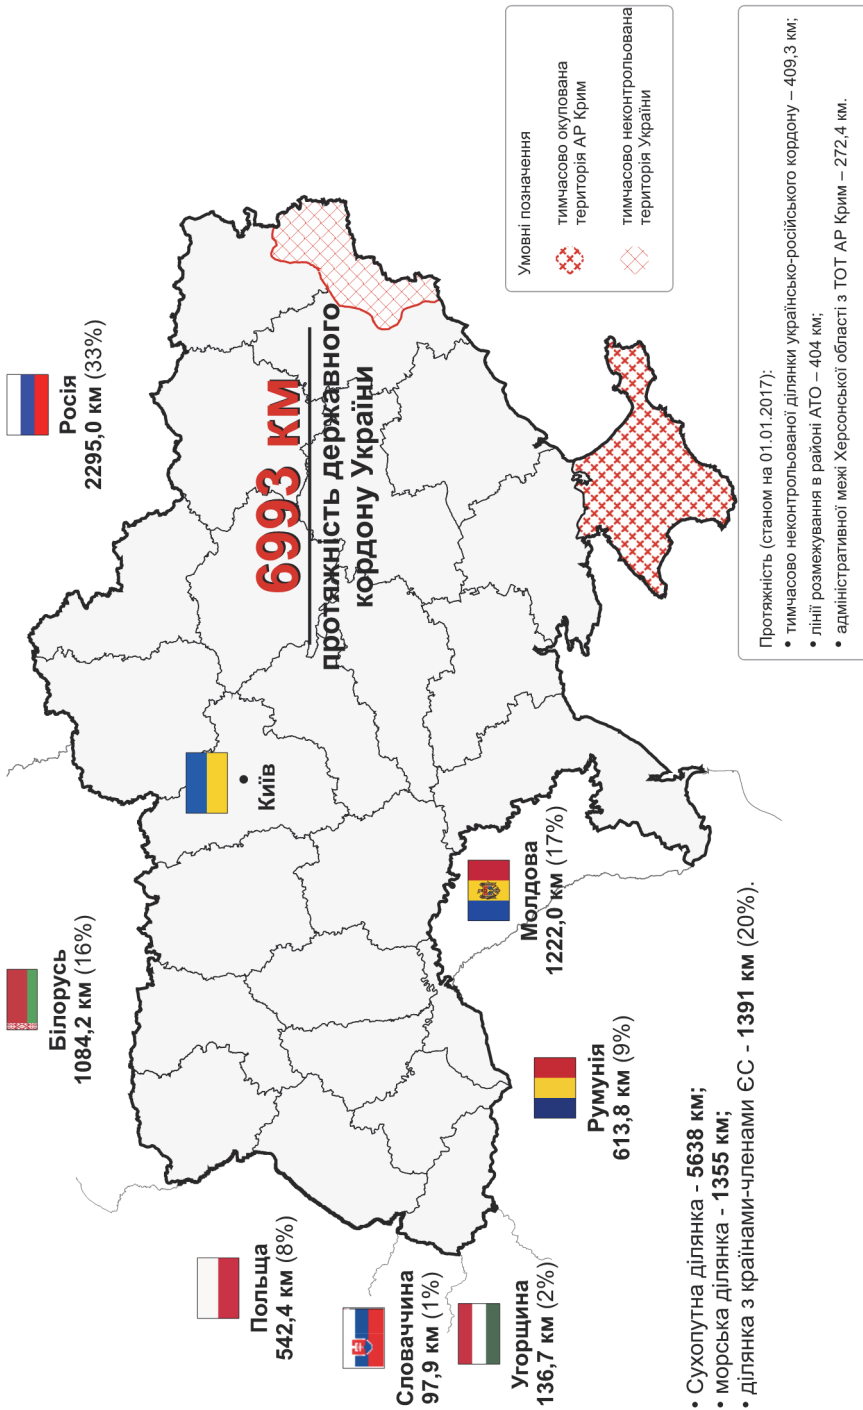 Росія
2295,0 км (33%)
Білорусь
1084,2 км (16%)
Польща
542,4 км (8%)
Словаччина
97,9 км (1%)
Угорщина
136,7 км (2%)
Румунія
613,8 км (9%)
Молдова
1222,0 км (17%)
Київ
6993 км
протяжність державного
кордону України
Умовні позначення
тимчасово окупована
територія АР Крим
тимчасово неконтрольована
територія України
• Сухопутна ділянка - 5638 км;
• морська ділянка - 1355 км;
• ділянка з країнами-членами ЄС - 1391 км (20%).
Протяжність (станом на 01.01.2017):
• тимчасово неконтрольованої ділянки українсько-російського кордону – 409,3 км;
• лінії розмежування в районі АТО – 404 км;
• адміністративної межі Херсонської області з ТОТ АР Крим – 272,4 км.